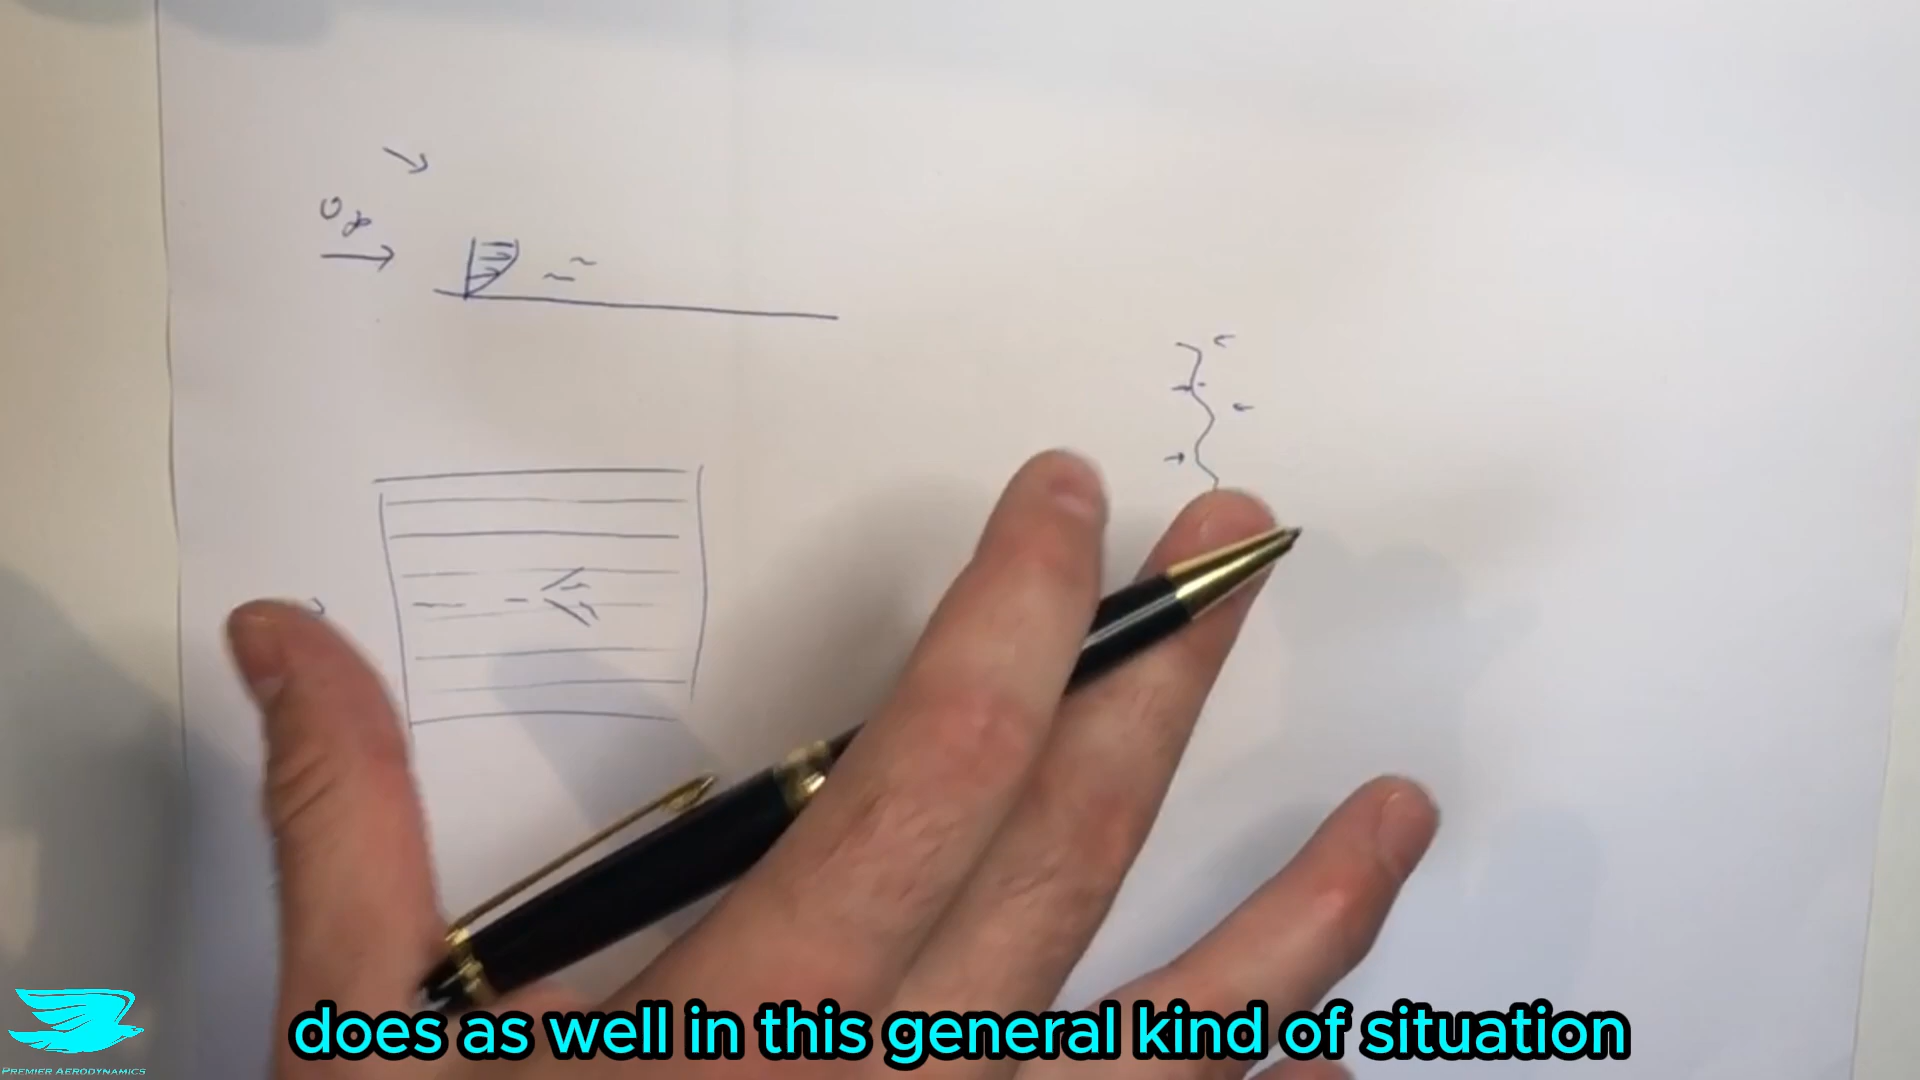 U∞
does as well in this general kind of situation
PREMIER AERODYNAMICS